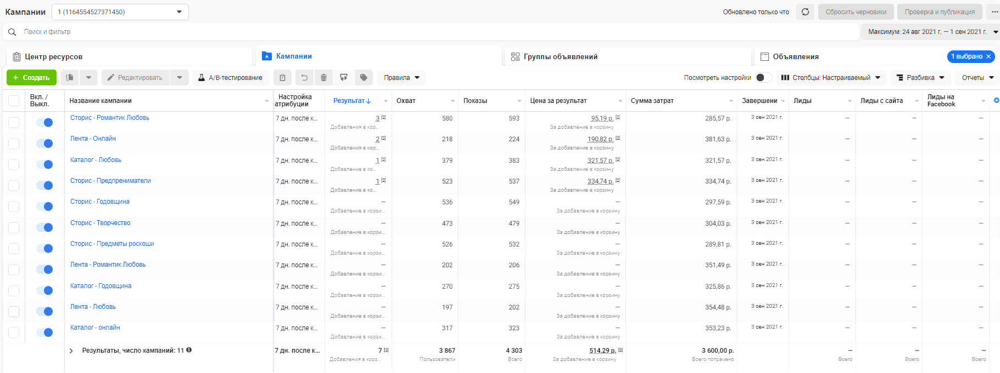 Кампании
1 (1164554527371450)
Обновлено только что
Сбросить черновики
Проверка и публикация
Поиск и фильтр
Максимум: 24 авг 2021 г. — 1 сен 2021 г.
Центр ресурсов
Кампании
Группы объявлений
Объявления
1 выбрано
+ Создать
Редактировать
A/B-тестирование
Правила
Посмотреть настройки
Столбцы: Настраиваемый
Разбивка
Отчеты
Вкл. / Выкл.
Название кампании
Настройка атрибуции
Результат ↓
Охват
Показы
Цена за результат
Сумма затрат
Завершени
Лиды
Лиды с сайта
Лиды на Facebook
Сторис - Романтик Любовь 7 дн. после к... 3 [2] 580 593 95,19 р. [2] 285,57 р. 3 сен 2021 г. — — —
Добавления в кор... За добавление в корзину
Лента - Онлайн 7 дн. после к... 2 [2] 218 224 190,82 р. [2] 381,63 р. 3 сен 2021 г. — — —
Добавления в кор... За добавление в корзину
Каталог - Любовь 7 дн. после к... 1 [2] 379 383 321,57 р. [2] 321,57 р. 3 сен 2021 г. — — —
Добавление в ко... За добавление в корзину
Сторис - Предпрениматели 7 дн. после к... 1 [2] 523 537 334,74 р. [2] 334,74 р. 3 сен 2021 г. — — —
Добавление в ко... За добавление в корзину
Сторис - Годовщина 7 дн. после к... — 536 549 — 297,59 р. 3 сен 2021 г. — — —
Добавление в корзи... За добавление в корзину
Сторис - Творчество 7 дн. после к... — 473 479 — 304,03 р. 3 сен 2021 г. — — —
Добавление в корзи... За добавление в корзину
Сторис - Предметы роскоши 7 дн. после к... — 526 532 — 289,81 р. 3 сен 2021 г. — — —
Добавление в корзи... За добавление в корзину
Лента - Романтик Любовь 7 дн. после к... — 202 206 — 351,49 р. 3 сен 2021 г. — — —
Добавление в корзи... За добавление в корзину
Каталог - Годовщина 7 дн. после к... — 270 275 — 325,86 р. 3 сен 2021 г. — — —
Добавление в корзи... За добавление в корзину
Лента - Любовь 7 дн. после к... — 197 202 — 354,48 р. 3 сен 2021 г. — — —
Добавление в корзи... За добавление в корзину
Каталог - онлайн 7 дн. после к... — 317 323 — 353,23 р. 3 сен 2021 г. — — —
Добавление в корзи... За добавление в корзину
Результаты, число кампаний: 11 7 дн. после к... 7 [2] 3 867 4 303 514,29 р. [2] 3 600,00 р. — — —
Добавления в корз... Пользователи Всего За добавление в корзину Всего потрачено Всего Всего Всего